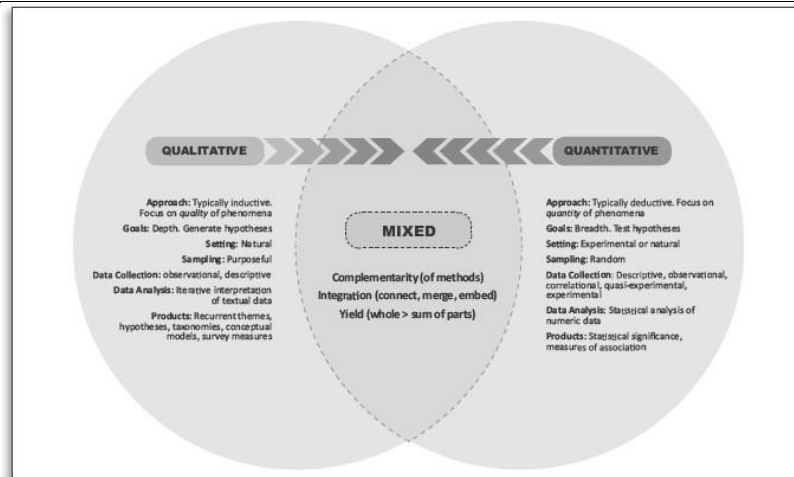 QUALITATIVE
Approach: Typically inductive.
Focus on quality of phenomena
Goals: Depth. Generate hypotheses
Setting: Natural
Sampling: Purposeful
Data Collection: observational, descriptive
Data Analysis: Iterative interpretation
of textual data
Products: Recurrent themes,
hypotheses, taxonomies, conceptual
models, survey measures
MIXED
Complementarity (of methods)
Integration (connect, merge, embed)
Yield (whole > sum of parts)
QUANTITATIVE
Approach: Typically deductive. Focus on
quantity of phenomena
Goals: Breadth. Test hypotheses
Setting: Experimental or natural
Sampling: Random
Data Collection: Descriptive, observational,
correlational, quasi-experimental,
experimental
Data Analysis: Statistical analysis of
numeric data
Products: Statistical significance,
measures of association